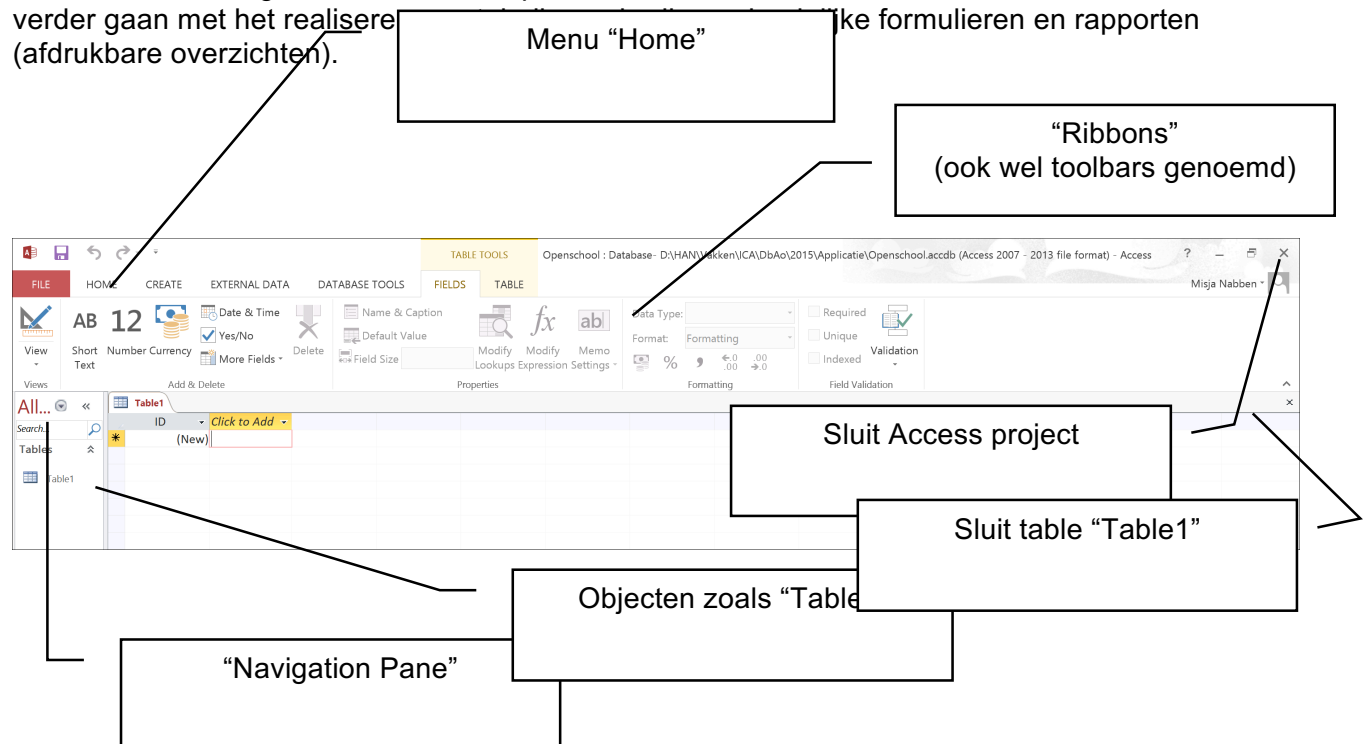 verder gaan met het realisere ke formulieren en rapporten
(afdrukbare overzichten).
Menu “Home”
“Ribbons”
(ook wel toolbars genoemd)
TABLE TOOLS
Openschool : Database- D:\HAN\Vakken\ICA\DbAo\2015\Applicatie\Openschool.accdb (Access 2007 - 2013 file format) - Access
?
FILE HOME CREATE EXTERNAL DATA DATABASE TOOLS FIELDS TABLE
Misja Nabben
View
AB Short Text
12 Number
Currency
Date & Time
Yes/No
More Fields
Delete
Name & Caption
Default Value
Field Size
Modify Lookups
fx Modify Expression
ab Memo Settings
Data Type:
Format: Formatting
% , .0 .00 .00 .0
Required
Unique
Indexed
Validation
Views
Add & Delete
Properties
Formatting
Field Validation
All... «
Search..
Tables
Table1
Table1
ID Click to Add
* (New)
Sluit Access project
Sluit table “Table1”
Objecten zoals “Table
“Navigation Pane”